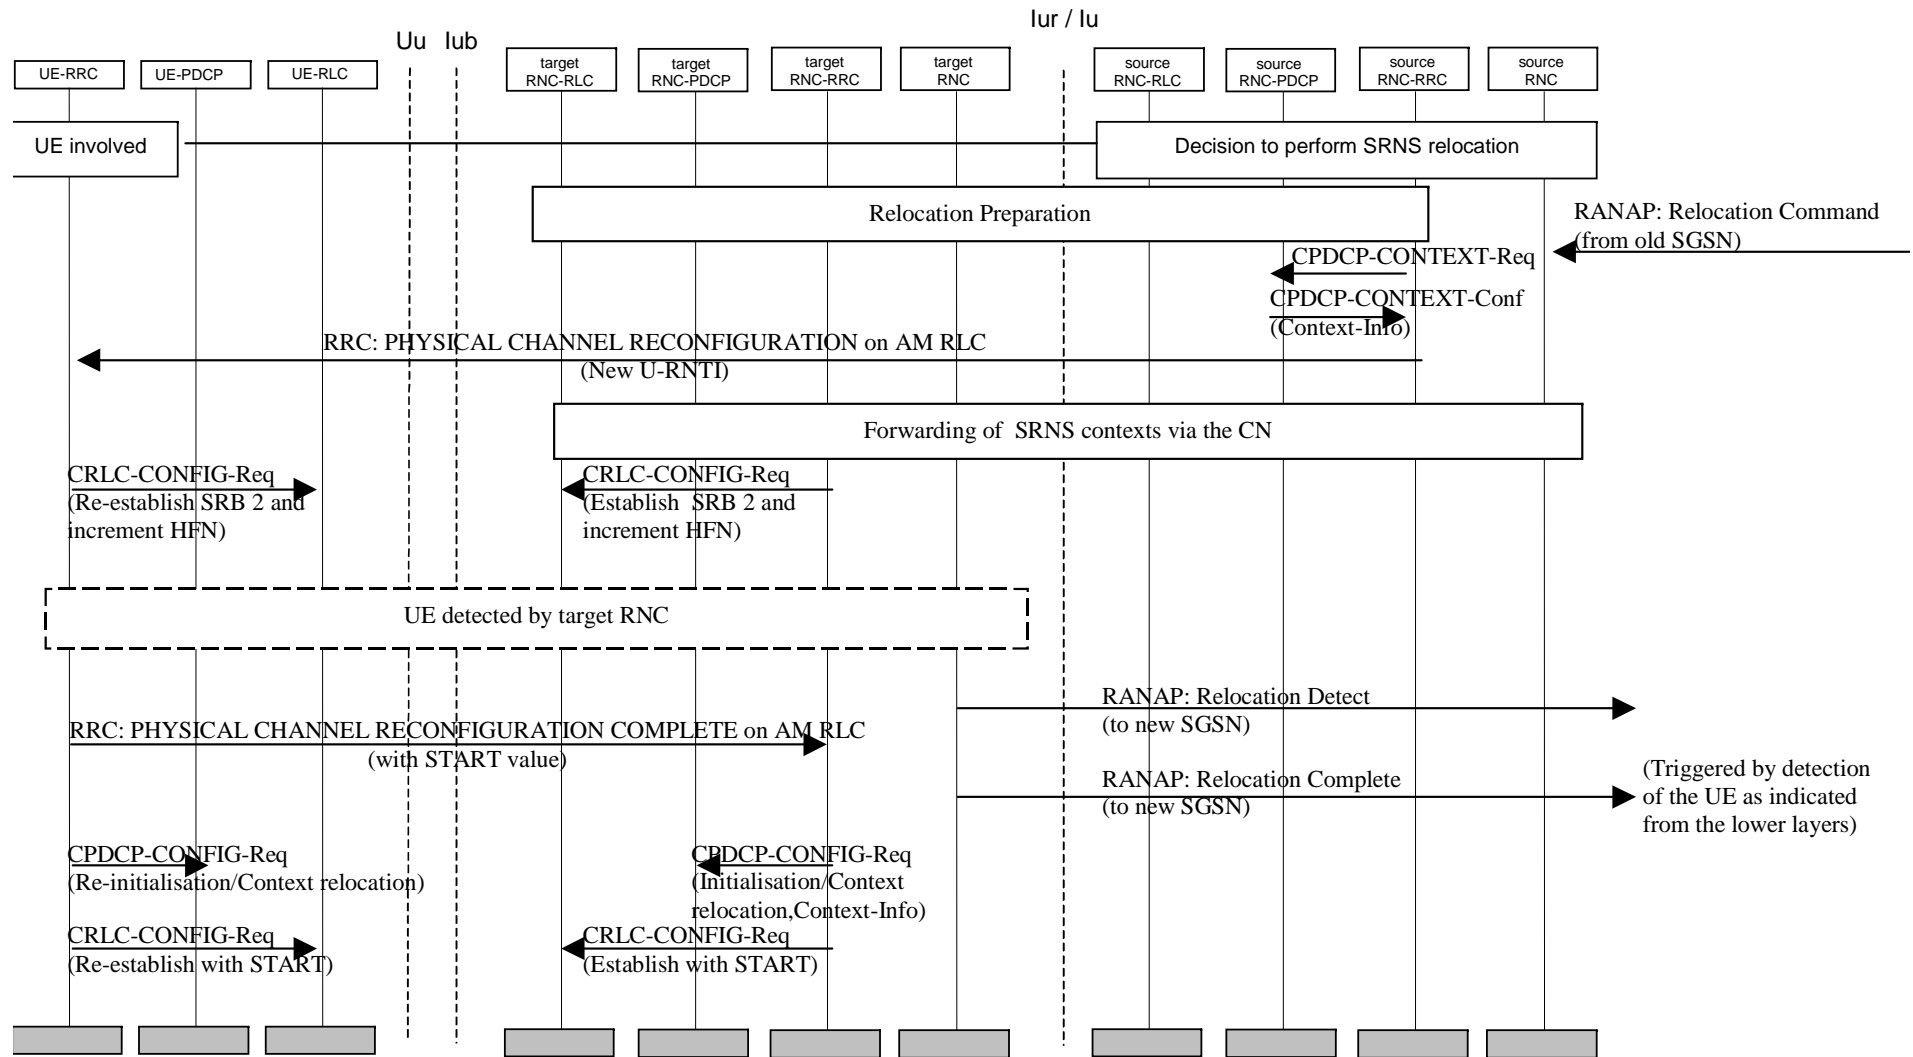 Iur / Iu
Uu
Iub
UE-RRC
UE-PDCP
UE-RLC
target
RNC-RLC
target
RNC-PDCP
target
RNC-RRC
target
RNC
source
RNC-RLC
source
RNC-PDCP
source
RNC-RRC
source
RNC
UE involved
Decision to perform SRNS relocation
Relocation Preparation
RANAP: Relocation Command
(from old SGSN)
CPDCP-CONTEXT-Req
CPDCP-CONTEXT-Conf
(Context-Info)
RRC: PHYSICAL CHANNEL RECONFIGURATION on AM RLC
(New U-RNTI)
Forwarding of  SRNS contexts via the CN
CRLC-CONFIG-Req
(Re-establish SRB 2 and
increment HFN)
CRLC-CONFIG-Req
(Establish  SRB 2 and
increment HFN)
UE detected by target RNC
RANAP: Relocation Detect
(to new SGSN)
RRC: PHYSICAL CHANNEL RECONFIGURATION COMPLETE on AM RLC
(with START value)
RANAP: Relocation Complete
(to new SGSN)
(Triggered by detection
of the UE as indicated
from the lower layers)
CPDCP-CONFIG-Req
(Re-initialisation/Context relocation)
CPDCP-CONFIG-Req
(Initialisation/Context
relocation,Context-Info)
CRLC-CONFIG-Req
(Re-establish with START)
CRLC-CONFIG-Req
(Establish with START)